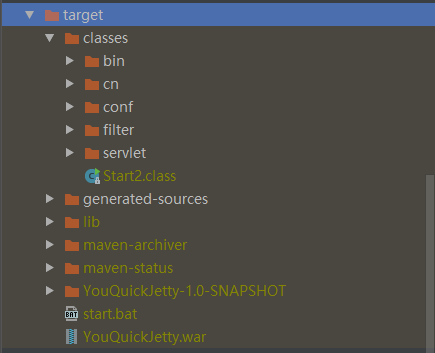 target
classes
bin
cn
conf
filter
servlet
Start2.class
generated-sources
lib
maven-archiver
maven-status
YouQuickJetty-1.0-SNAPSHOT
start.bat
YouQuickJetty.war